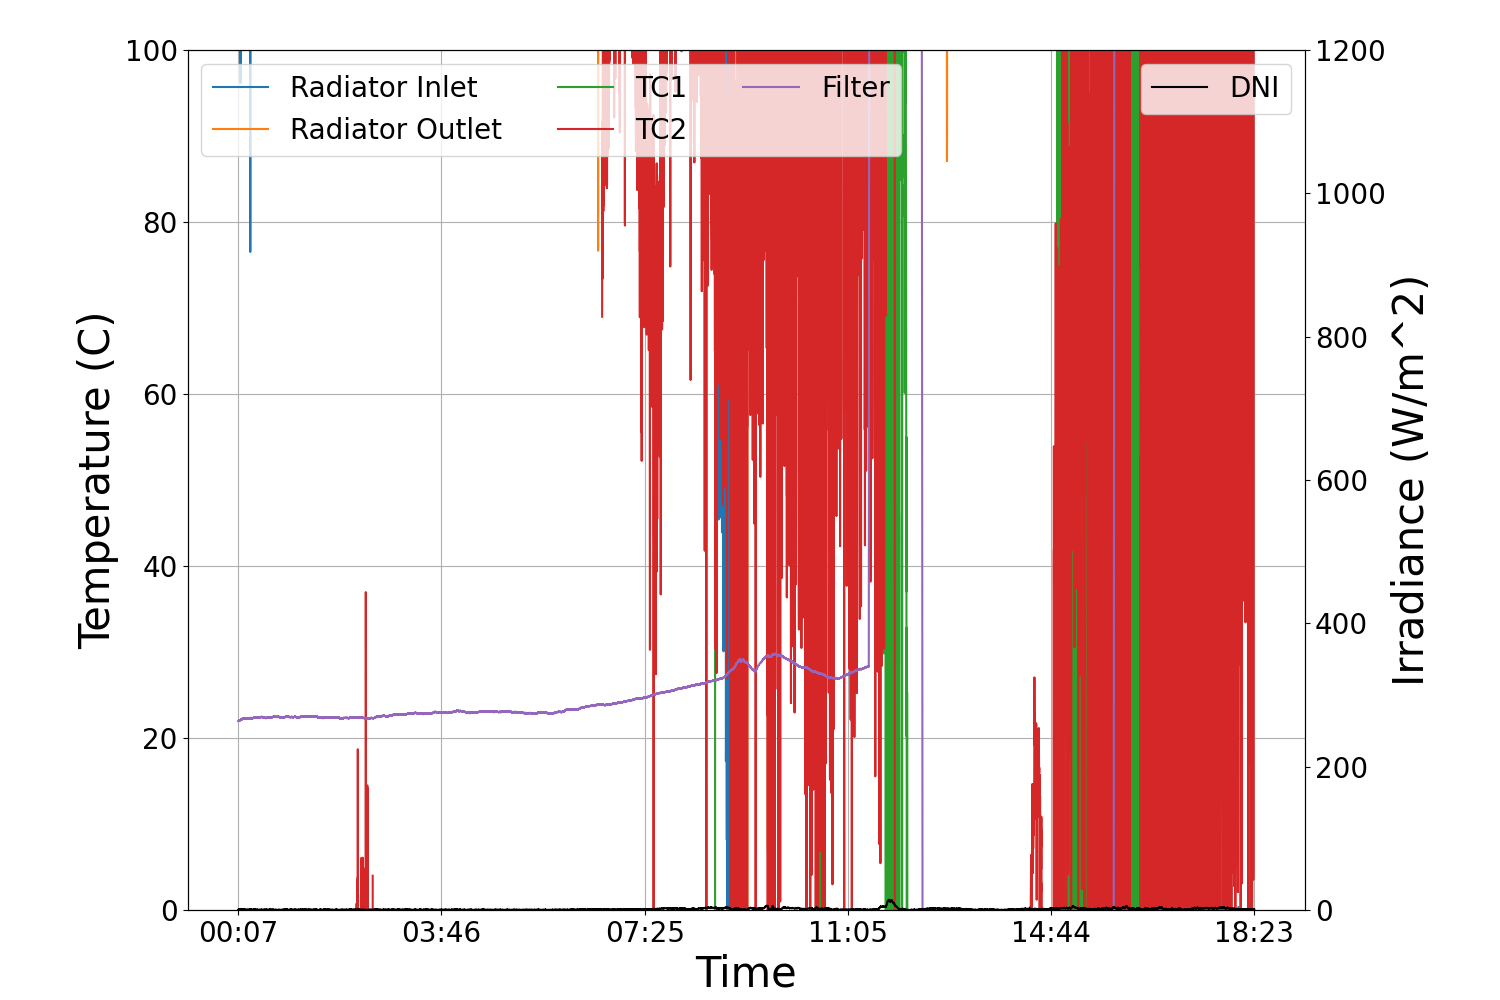 100
80
60
40
20
0
Temperature (C)
Radiator Inlet
Radiator Outlet
TC1
TC2
Filter
DNI
1200
1000
800
600
400
200
0
Irradiance (W/m^2)
00:07
03:46
07:25
11:05
14:44
18:23
Time